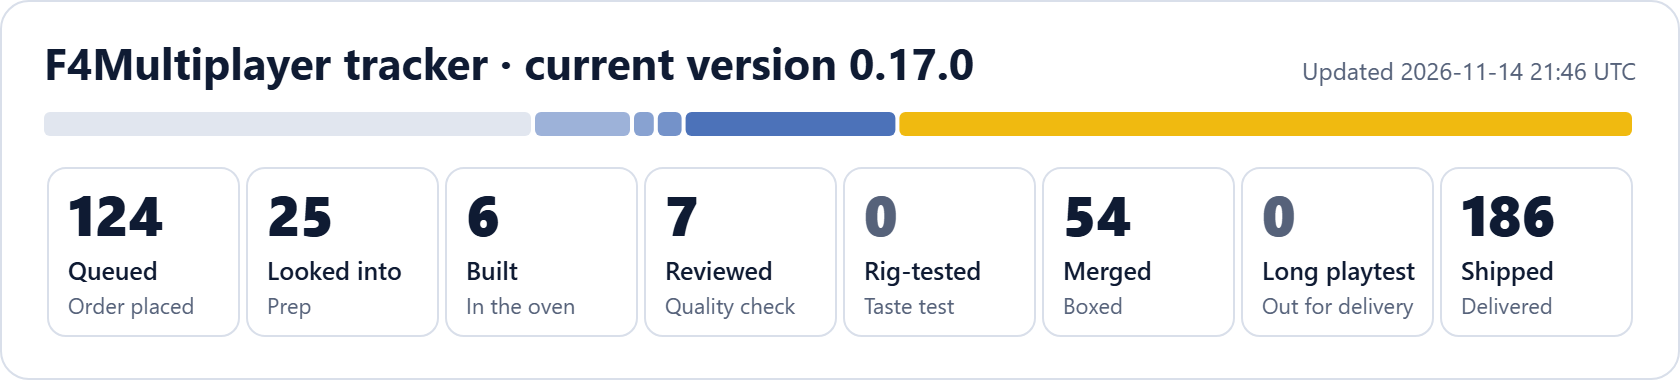 F4Multiplayer tracker · current version 0.17.0
Updated 2026-11-14 21:46 UTC
124
Queued
Order placed
25
Looked into
Prep
6
Built
In the oven
7
Reviewed
Quality check
0
Rig-tested
Taste test
54
Merged
Boxed
0
Long playtest
Out for delivery
186
Shipped
Delivered